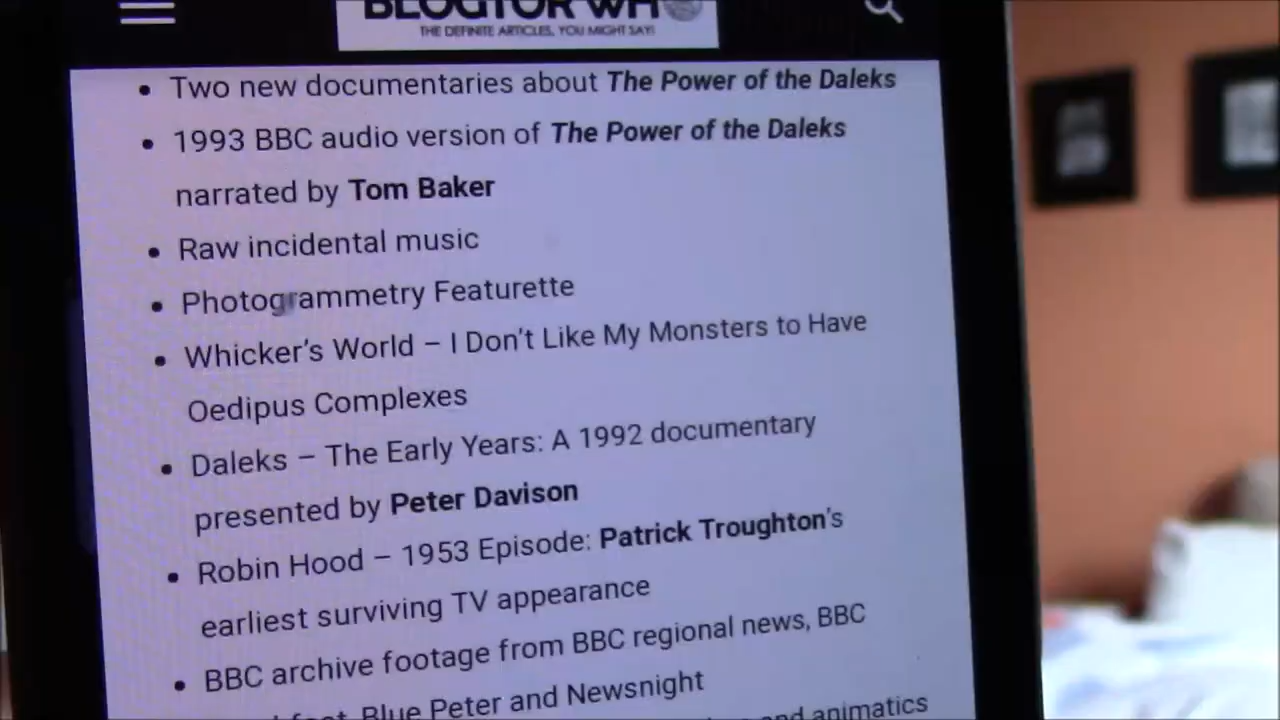 BLOGTOR WHO
THE DEFINITE ARTICLES, YOU MIGHT SAY!
• Two new documentaries about The Power of the Daleks
• 1993 BBC audio version of The Power of the Daleks
narrated by Tom Baker
• Raw incidental music
• Photogrammetry Featurette
• Whicker's World – I Don't Like My Monsters to Have
Oedipus Complexes
• Daleks – The Early Years: A 1992 documentary
presented by Peter Davison
• Robin Hood – 1953 Episode: Patrick Troughton's
earliest surviving TV appearance
• BBC archive footage from BBC regional news, BBC
Blue Peter and Newsnight
and animatics